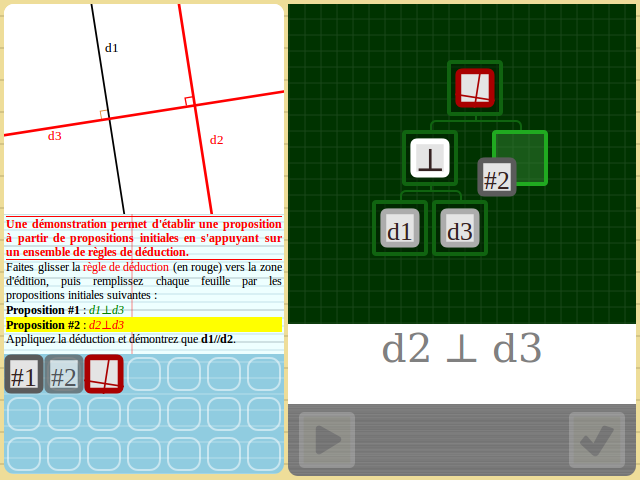 d1
d3
d2
Une démonstration permet d'établir une proposition
à partir de propositions initiales en s'appuyant sur
un ensemble de règles de déduction.
Faites glisser la règle de déduction (en rouge) vers la zone
d'édition, puis remplissez chaque feuille par les
propositions initiales suivantes :
Proposition #1 : d1⊥d3
Proposition #2 : d2⊥d3
Appliquez la déduction et démontrez que d1//d2.
#1 #2
⊥
#2
d1 d3
d2 ⊥ d3